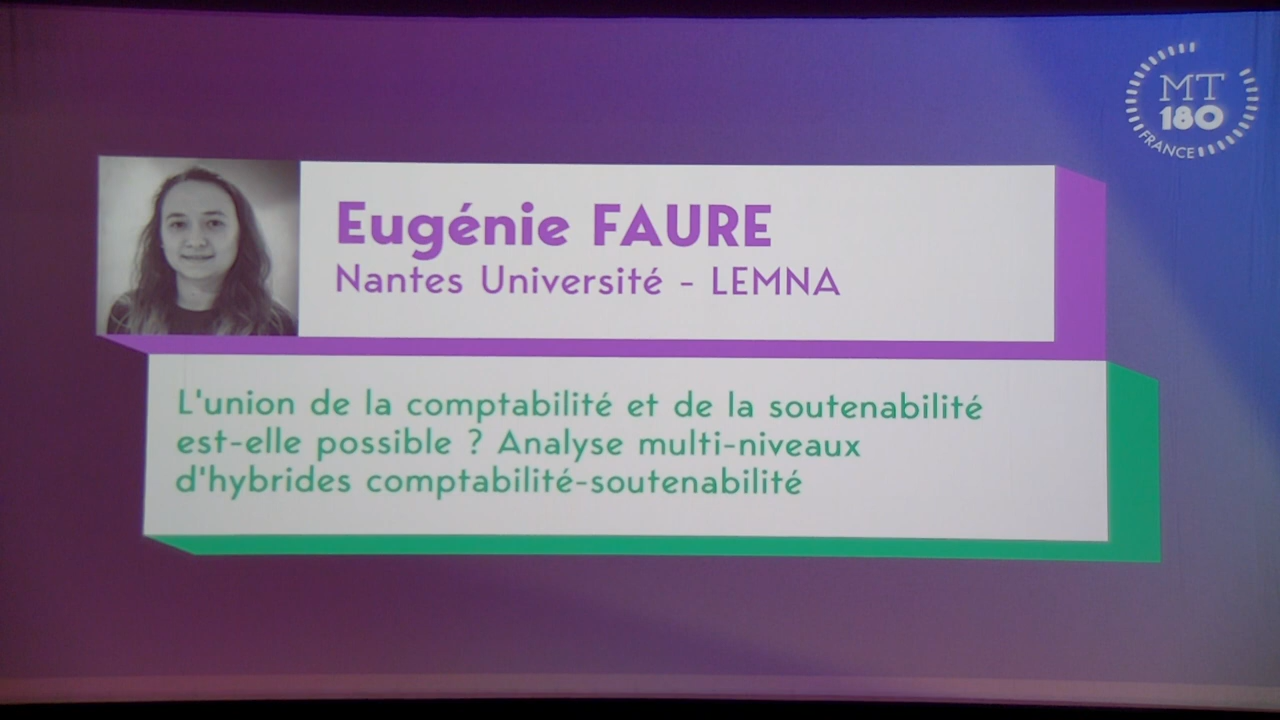 MT
180
FRANCE
Eugénie FAURE
Nantes Université - LEMNA
L'union de la comptabilité et de la soutenabilité
est-elle possible ? Analyse multi-niveaux
d'hybrides comptabilité-soutenabilité